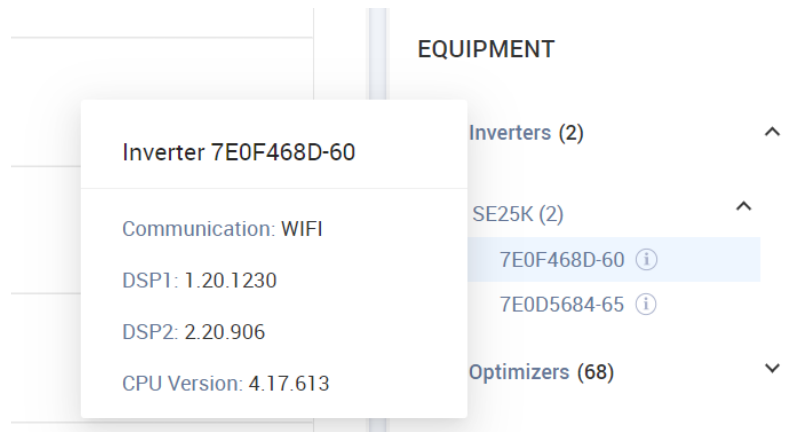 EQUIPMENT
Inverters (2)
SE25K (2)
7E0F468D-60
7E0D5684-65
Optimizers (68)
Inverter 7E0F468D-60
Communication: WIFI
DSP1: 1.20.1230
DSP2: 2.20.906
CPU Version: 4.17.613